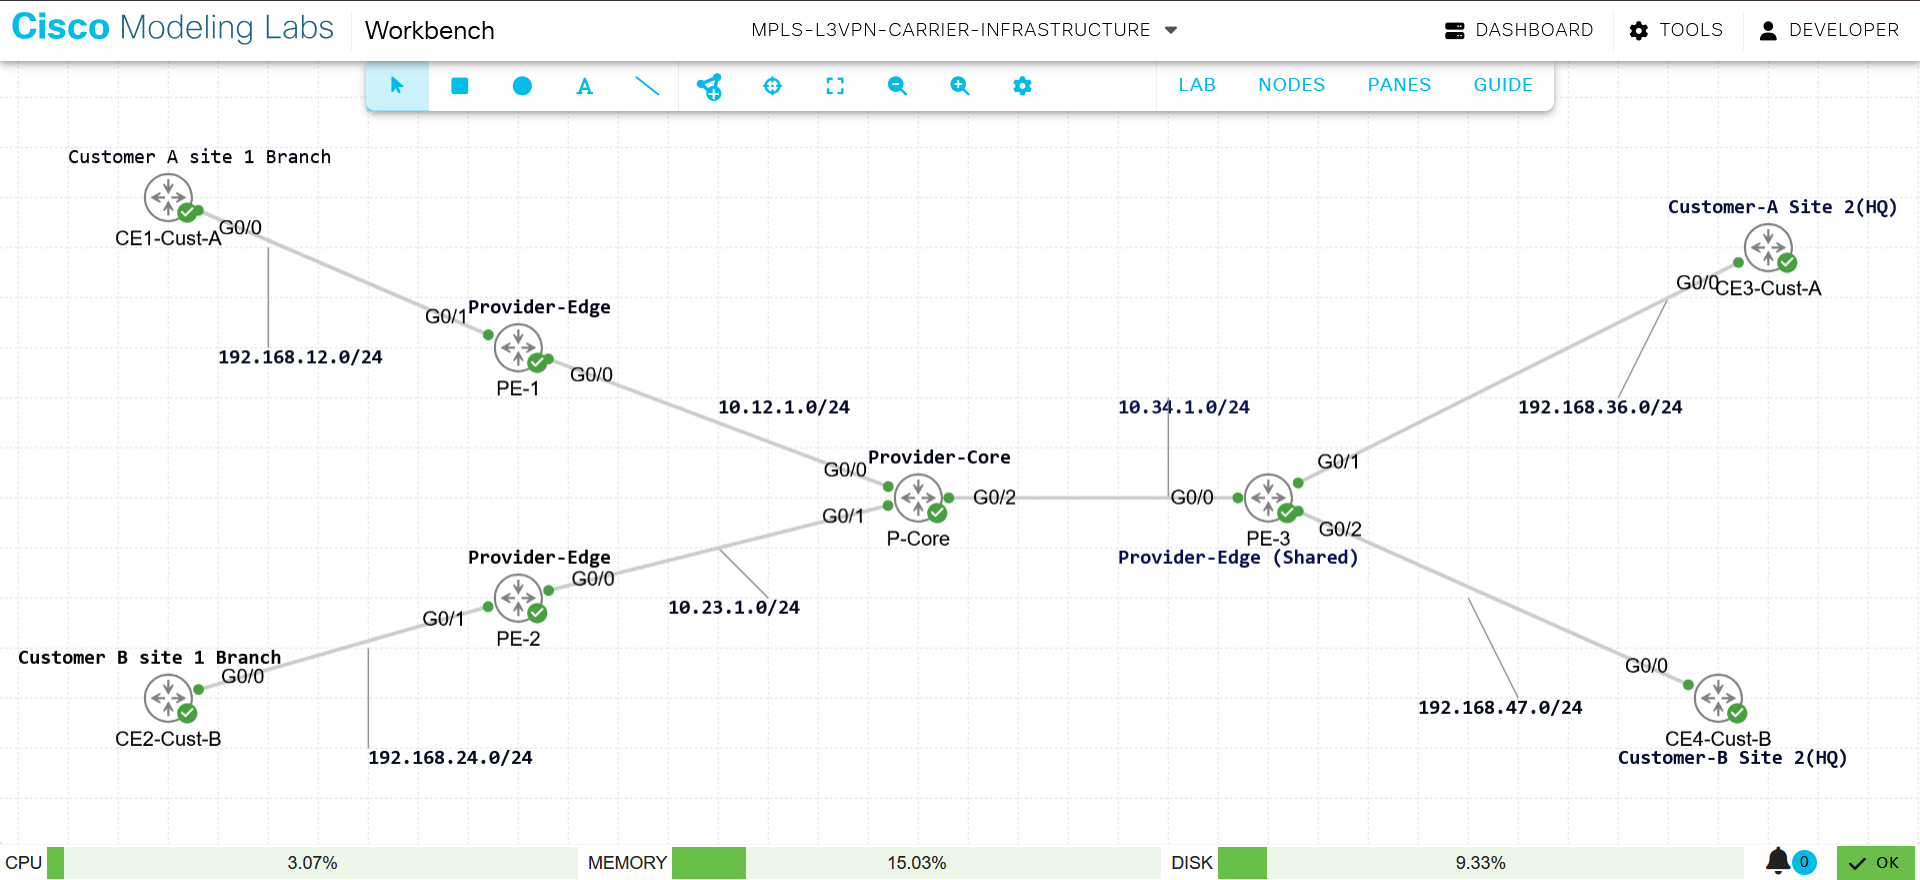 Cisco Modeling Labs
Workbench
MPLS-L3VPN-CARRIER-INFRASTRUCTURE
DASHBOARD
TOOLS
DEVELOPER
A
LAB
NODES
PANES
GUIDE
Customer A site 1 Branch
G0/0
CE1-Cust-A
192.168.12.0/24
G0/1
Provider-Edge
PE-1
G0/0
10.12.1.0/24
Customer-A Site 2(HQ)
G0/0
CE3-Cust-A
192.168.36.0/24
10.34.1.0/24
G0/0
Provider-Core
G0/1
G0/2
P-Core
G0/0
G0/1
G0/2
PE-3
Provider-Edge (Shared)
Provider-Edge
G0/0
G0/1
PE-2
10.23.1.0/24
Customer B site 1 Branch
G0/0
CE2-Cust-B
192.168.24.0/24
G0/0
192.168.47.0/24
CE4-Cust-B
Customer-B Site 2(HQ)
CPU
3.07%
MEMORY
15.03%
DISK
9.33%
0
OK